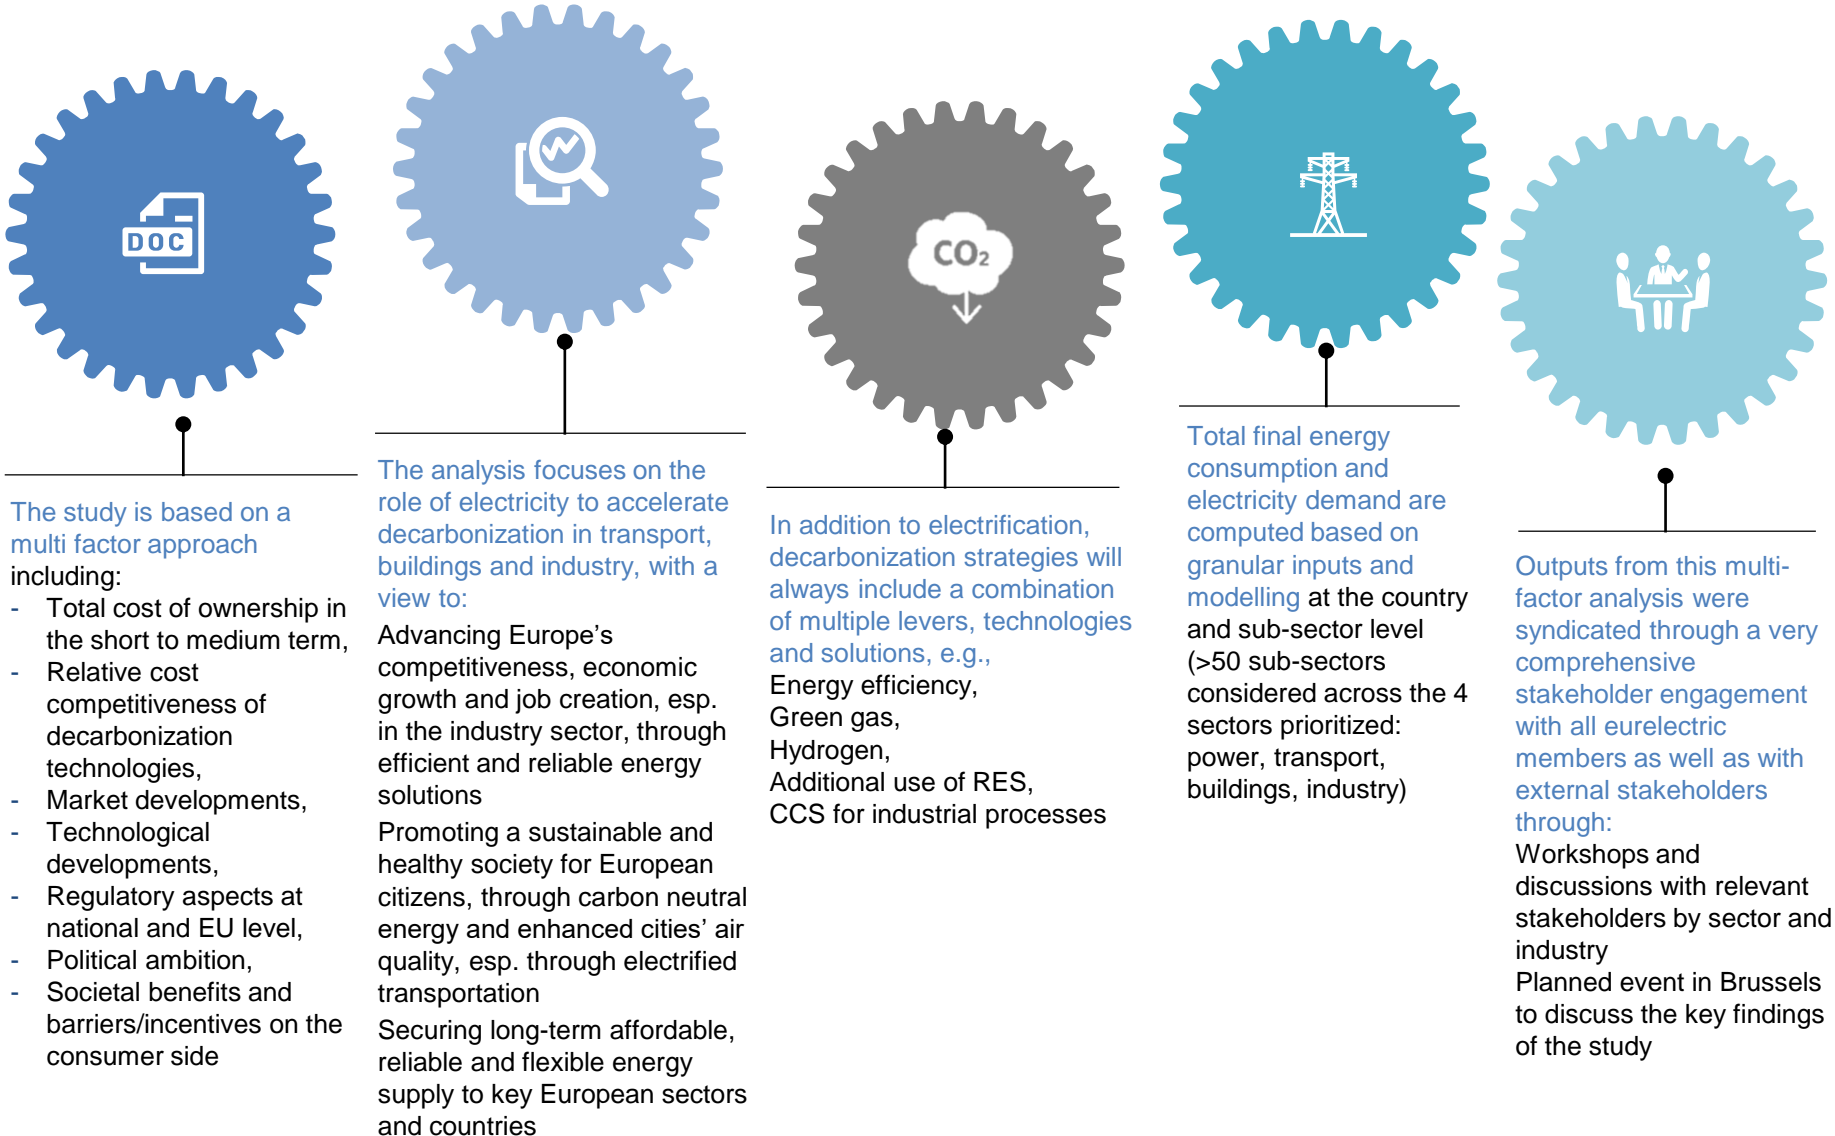 DOC
The study is based on a
multi factor approach
including:
- Total cost of ownership in
the short to medium term,
- Relative cost
competitiveness of
decarbonization
technologies,
- Market developments,
- Technological
developments,
- Regulatory aspects at
national and EU level,
- Political ambition,
- Societal benefits and
barriers/incentives on the
consumer side
The analysis focuses on the
role of electricity to accelerate
decarbonization in transport,
buildings and industry, with a
view to:
Advancing Europe’s
competitiveness, economic
growth and job creation, esp.
in the industry sector, through
efficient and reliable energy
solutions
Promoting a sustainable and
healthy society for European
citizens, through carbon neutral
energy and enhanced cities’ air
quality, esp. through electrified
transportation
Securing long-term affordable,
reliable and flexible energy
supply to key European sectors
and countries
CO₂
In addition to electrification,
decarbonization strategies will
always include a combination
of multiple levers, technologies
and solutions, e.g.,
Energy efficiency,
Green gas,
Hydrogen,
Additional use of RES,
CCS for industrial processes
Total final energy
consumption and
electricity demand are
computed based on
granular inputs and
modelling at the country
and sub-sector level
(>50 sub-sectors
considered across the 4
sectors prioritized:
power, transport,
buildings, industry)
Outputs from this multi-
factor analysis were
syndicated through a very
comprehensive
stakeholder engagement
with all eurelectric
members as well as with
external stakeholders
through:
Workshops and
discussions with relevant
stakeholders by sector and
industry
Planned event in Brussels
to discuss the key findings
of the study